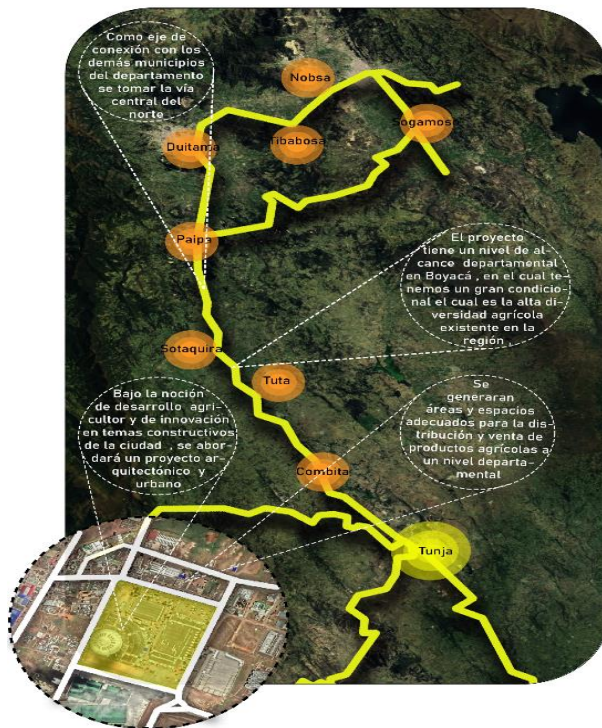 Como eje de
conexión con los
demás municipios
del departamento
se tomar la vía
central del
norte
Nobsa
Sogamoso
Duitama
Tibabosa
Paipa
El proyecto
tiene un nivel de al-
cance departamental
en Boyacá , en el cual te-
nemos un gran condicio-
nal el cual es la alta di-
versidad agrícola
existente en la
región .
Sotaquira
Tuta
Bajo la noción
de desarrollo agri-
cultor y de innovación
en temas constructivos
de la ciudad , se abor-
dará un proyecto ar-
quitectónico y
urbano
Se
generaran
áreas y espacios
adecuados para la dis-
tribución y venta de
productos agrícolas a
un nivel departa-
mental
Combita
Tunja